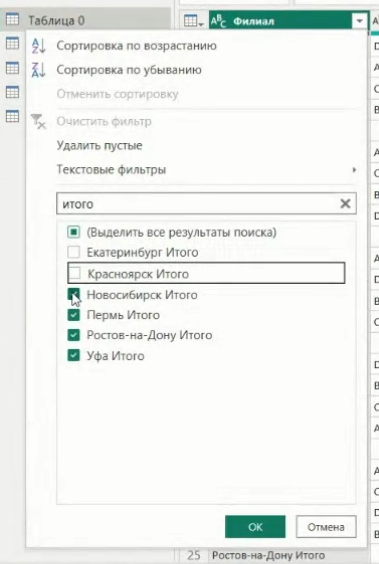 Таблица 0
ABC Филиал
Сортировка по возрастанию
Сортировка по убыванию
Отменить сортировку
Очистить фильтр
Удалить пустые
Текстовые фильтры
итого
(Выделить все результаты поиска)
Екатеринбург Итого
Красноярск Итого
Новосибирск Итого
Пермь Итого
Ростов-на-Дону Итого
Уфа Итого
ОК Отмена
25 Ростов-на-Дону Итого